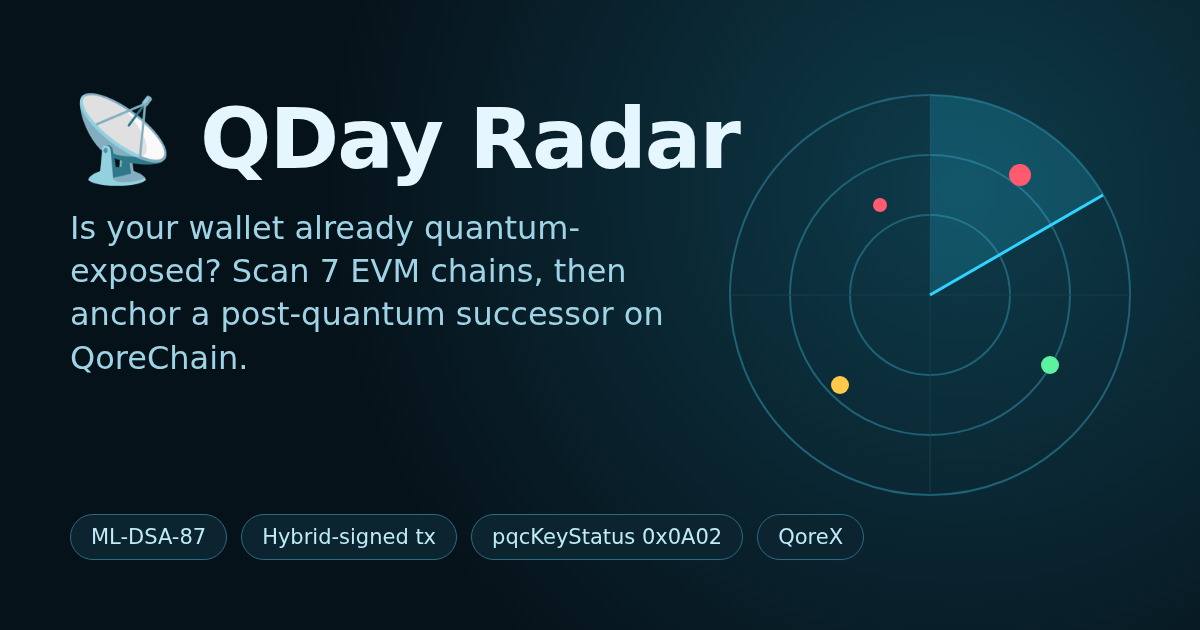 QDay Radar
Is your wallet already quantum-
exposed? Scan 7 EVM chains, then
anchor a post-quantum successor on
QoreChain.
ML-DSA-87
Hybrid-signed tx
pqcKeyStatus 0x0A02
QoreX